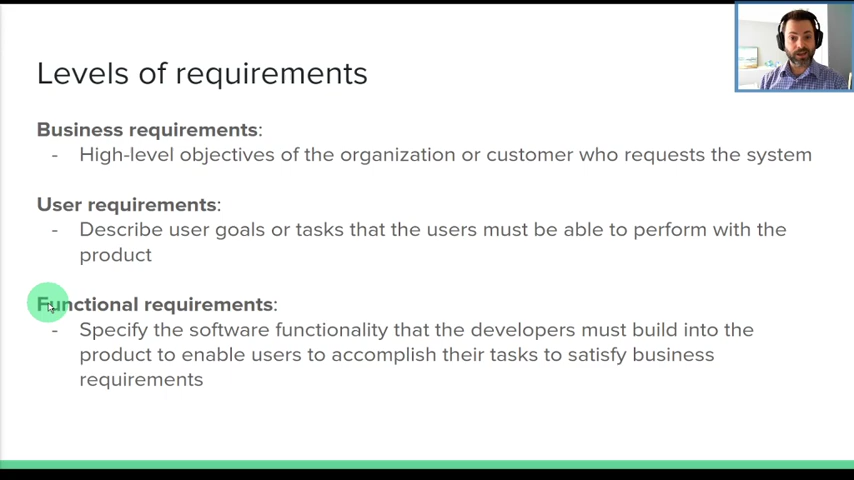 Levels of requirements
Business requirements:
- High-level objectives of the organization or customer who requests the system
User requirements:
- Describe user goals or tasks that the users must be able to perform with the
product
Functional requirements:
- Specify the software functionality that the developers must build into the
product to enable users to accomplish their tasks to satisfy business
requirements